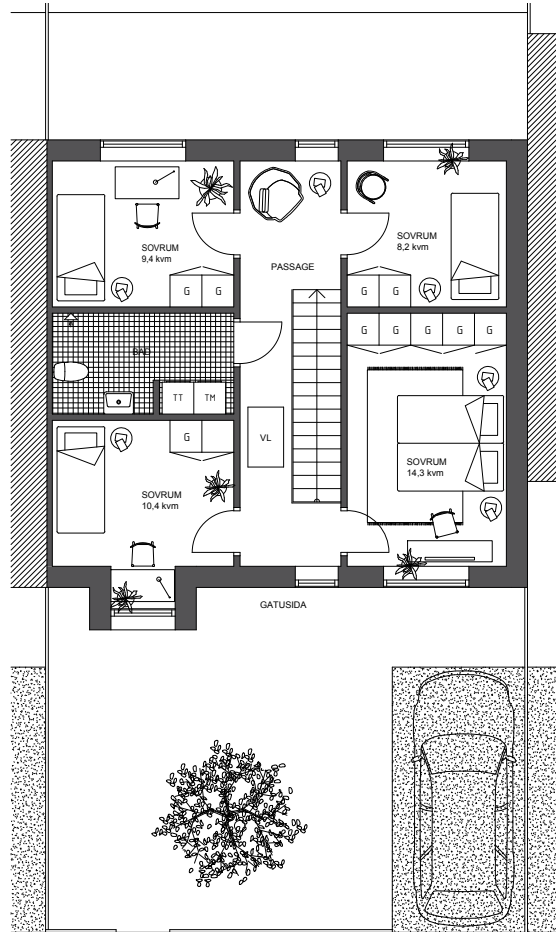 SOVRUM
9,4 kvm
G G
PASSAGE
SOVRUM
8,2 kvm
G G
BAD
TT TM
G G G G G
G
VL
SOVRUM
10,4 kvm
SOVRUM
14,3 kvm
GATUSIDA